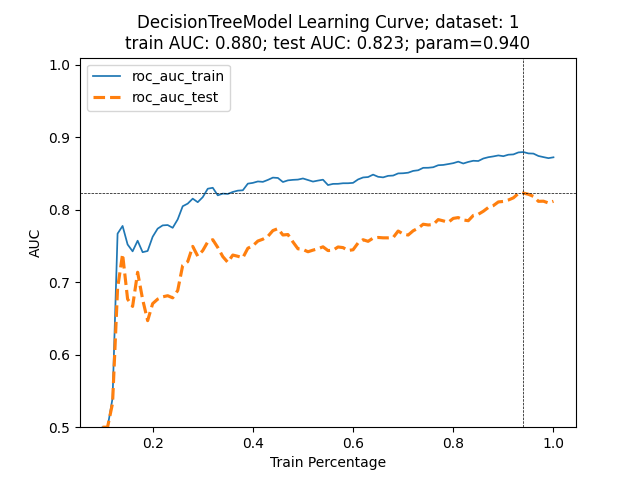 DecisionTreeModel Learning Curve; dataset: 1
train AUC: 0.880; test AUC: 0.823; param=0.940
roc_auc_train
roc_auc_test
1.0
0.9
0.8
0.7
0.6
0.5
AUC
0.2
0.4
0.6
0.8
1.0
Train Percentage